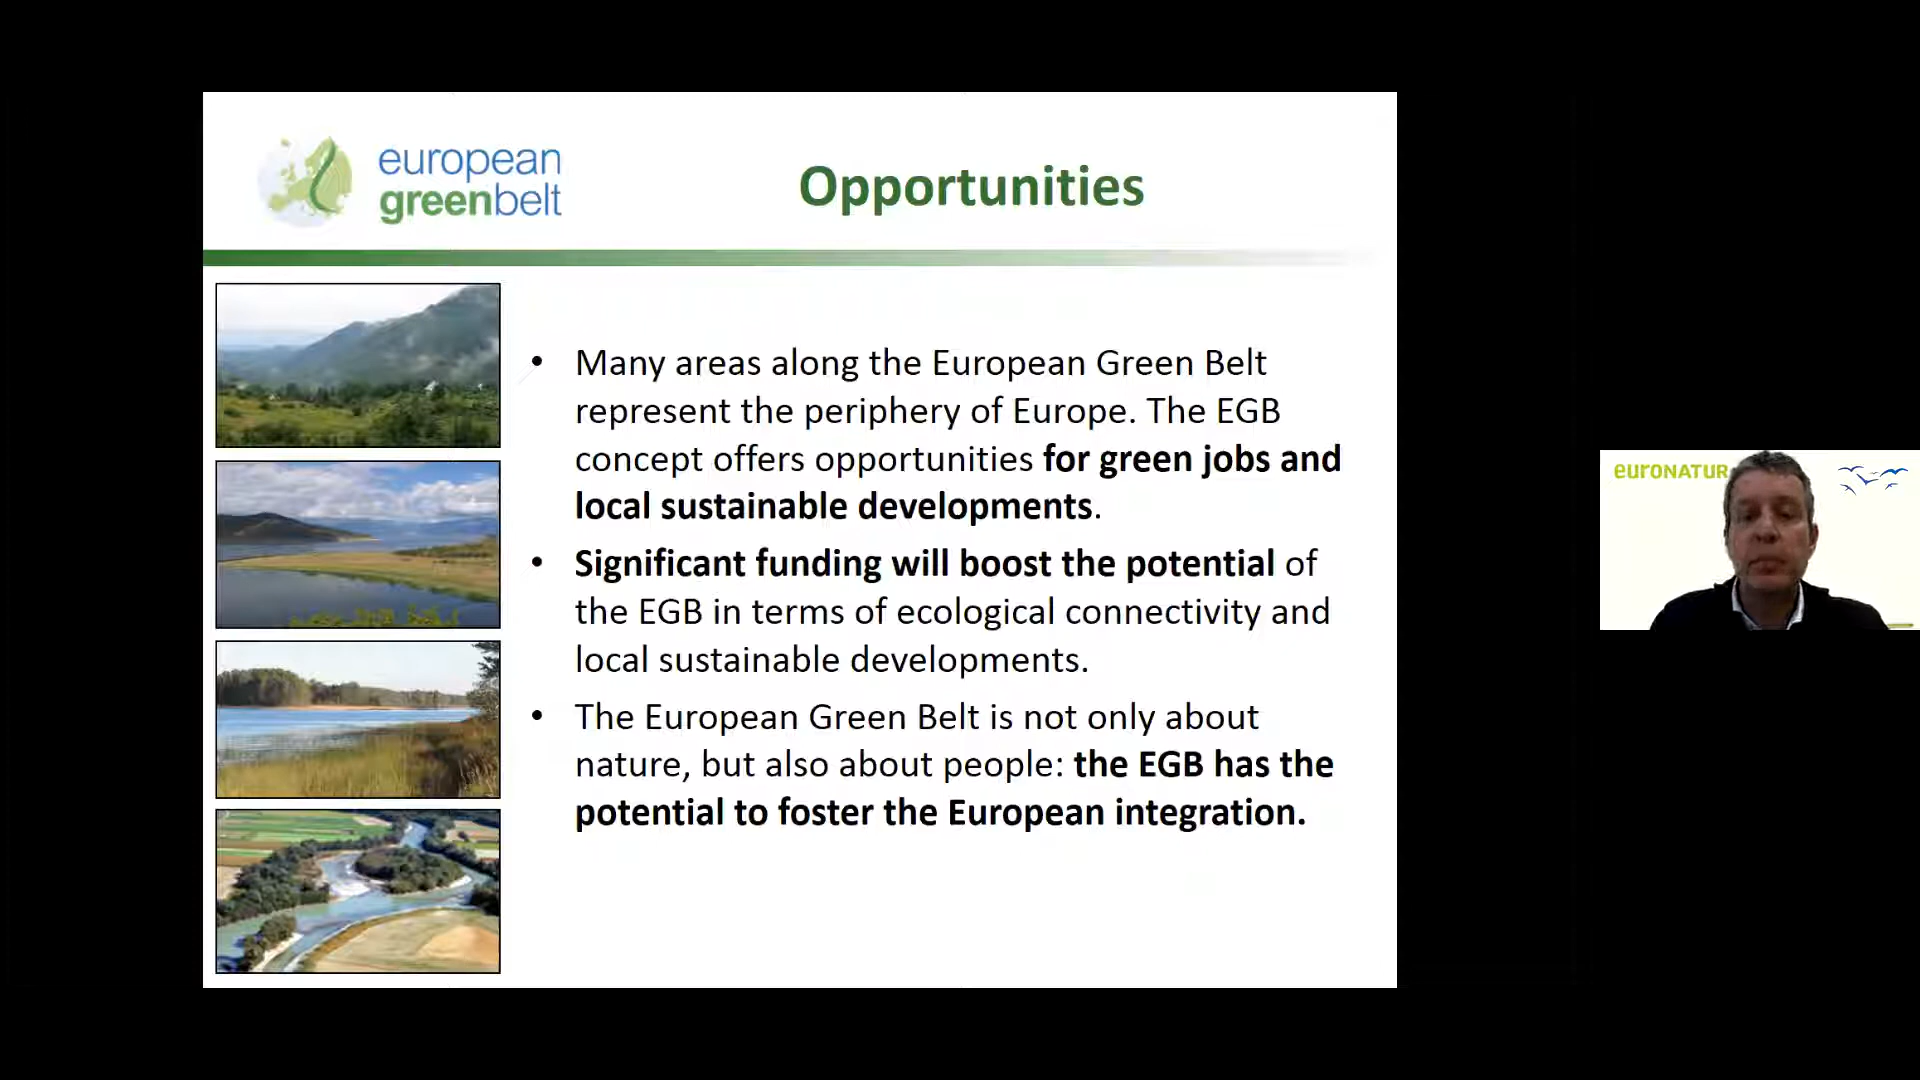 european
greenbelt
Opportunities
• Many areas along the European Green Belt
represent the periphery of Europe. The EGB
concept offers opportunities for green jobs and
local sustainable developments.
• Significant funding will boost the potential of
the EGB in terms of ecological connectivity and
local sustainable developments.
• The European Green Belt is not only about
nature, but also about people: the EGB has the
potential to foster the European integration.
euroNATUR